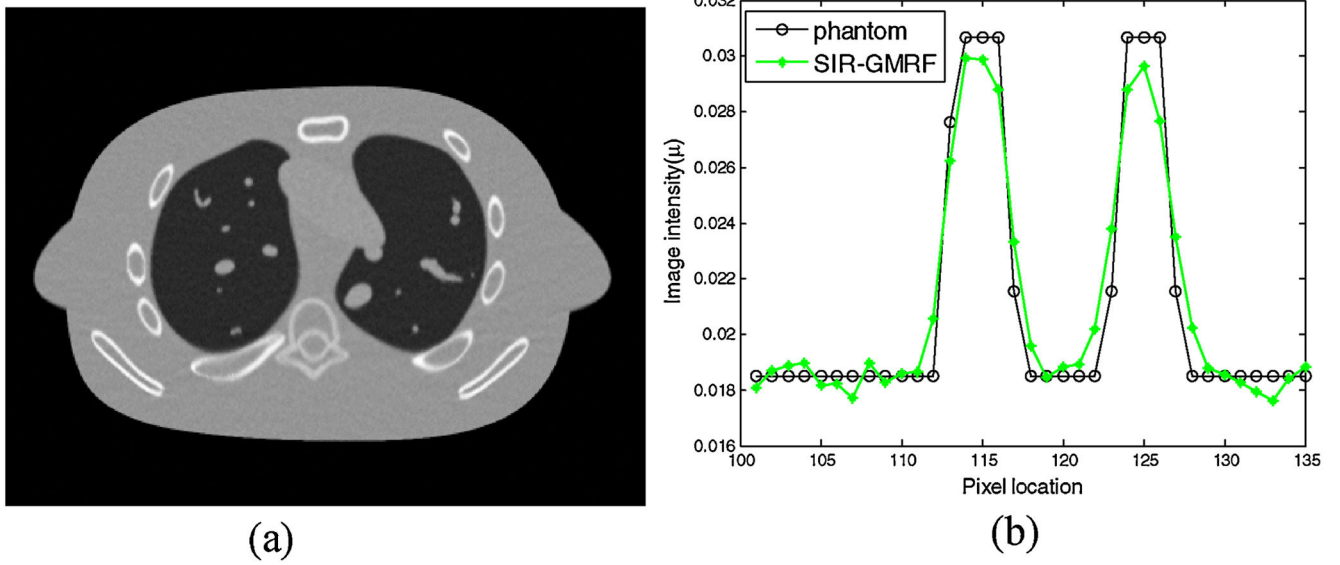 0.032
0.03
0.028
0.026
0.024
0.022
0.02
0.018
0.016
Image intensity(μ)
phantom
SIR-GMRF
100 105 110 115 120 125 130 135
Pixel location
(a)
(b)